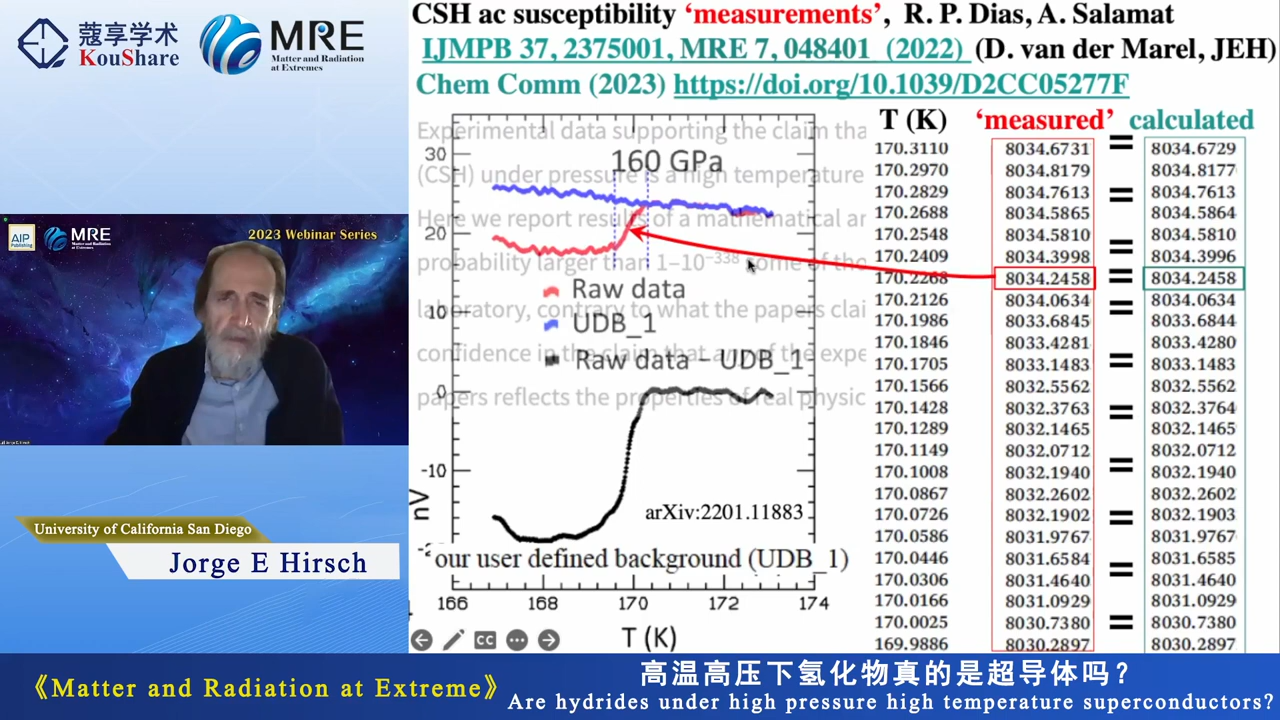 蔻享学术
KouShare
MRE
Matter and Radiation
at Extremes
AIP
Publishing
MRE
Matter and Radiation
at Extremes
2023 Webinar Series
University of California San Diego
Jorge E Hirsch
CSH ac susceptibility ‘measurements’, R. P. Dias, A. Salamat
IJMPB 37, 2375001, MRE 7, 048401 (2022) (D. van der Marel, JEH)
Chem Comm (2023) https://doi.org/10.1039/D2CC05277F
Experimental data supporting the claim tha
(CSH) under pressure is a high temperature
Here we report results of a mathematical an
probability larger than 1–10⁻³³⁸ some of the
laboratory, contrary to what the papers clai
confidence in the claim that any of the expe
papers reflects the properties of real physic
160 GPa
30
20
10
0
-10
-2
nV
Raw data
UDB_1
Raw data – UDB_1
arXiv:2201.11883
our user defined background (UDB_1)
166 168 170 172 174
T (K)
CC
T (K) ‘measured’ calculated
170.3110 8034.6731 = 8034.6729
170.2970 8034.8179 8034.8177
170.2829 8034.7613 = 8034.7613
170.2688 8034.5865 8034.5864
170.2548 8034.5810 = 8034.5810
170.2409 8034.3998 8034.3996
170.2268 8034.2458 = 8034.2458
170.2126 8034.0634 = 8034.0634
170.1986 8033.6845 8033.6844
170.1846 8033.4281 8033.4280
170.1705 8033.1483 = 8033.1483
170.1566 8032.5562 8032.5562
170.1428 8032.3763 = 8032.3764
170.1289 8032.1465 8032.1465
170.1149 8032.0712 = 8032.0712
170.1008 8032.1940 8032.1940
170.0867 8032.2602 8032.2602
170.0726 8032.1902 = 8032.1903
170.0586 8031.9767 8031.9767
170.0446 8031.6584 = 8031.6585
170.0306 8031.4640 8031.4640
170.0166 8031.0929 8031.0929
170.0025 8030.7380 = 8030.7380
169.9886 8030.2897 8030.2897
《Matter and Radiation at Extreme》
高温高压下氢化物真的是超导体吗？
Are hydrides under high pressure high temperature superconductors?